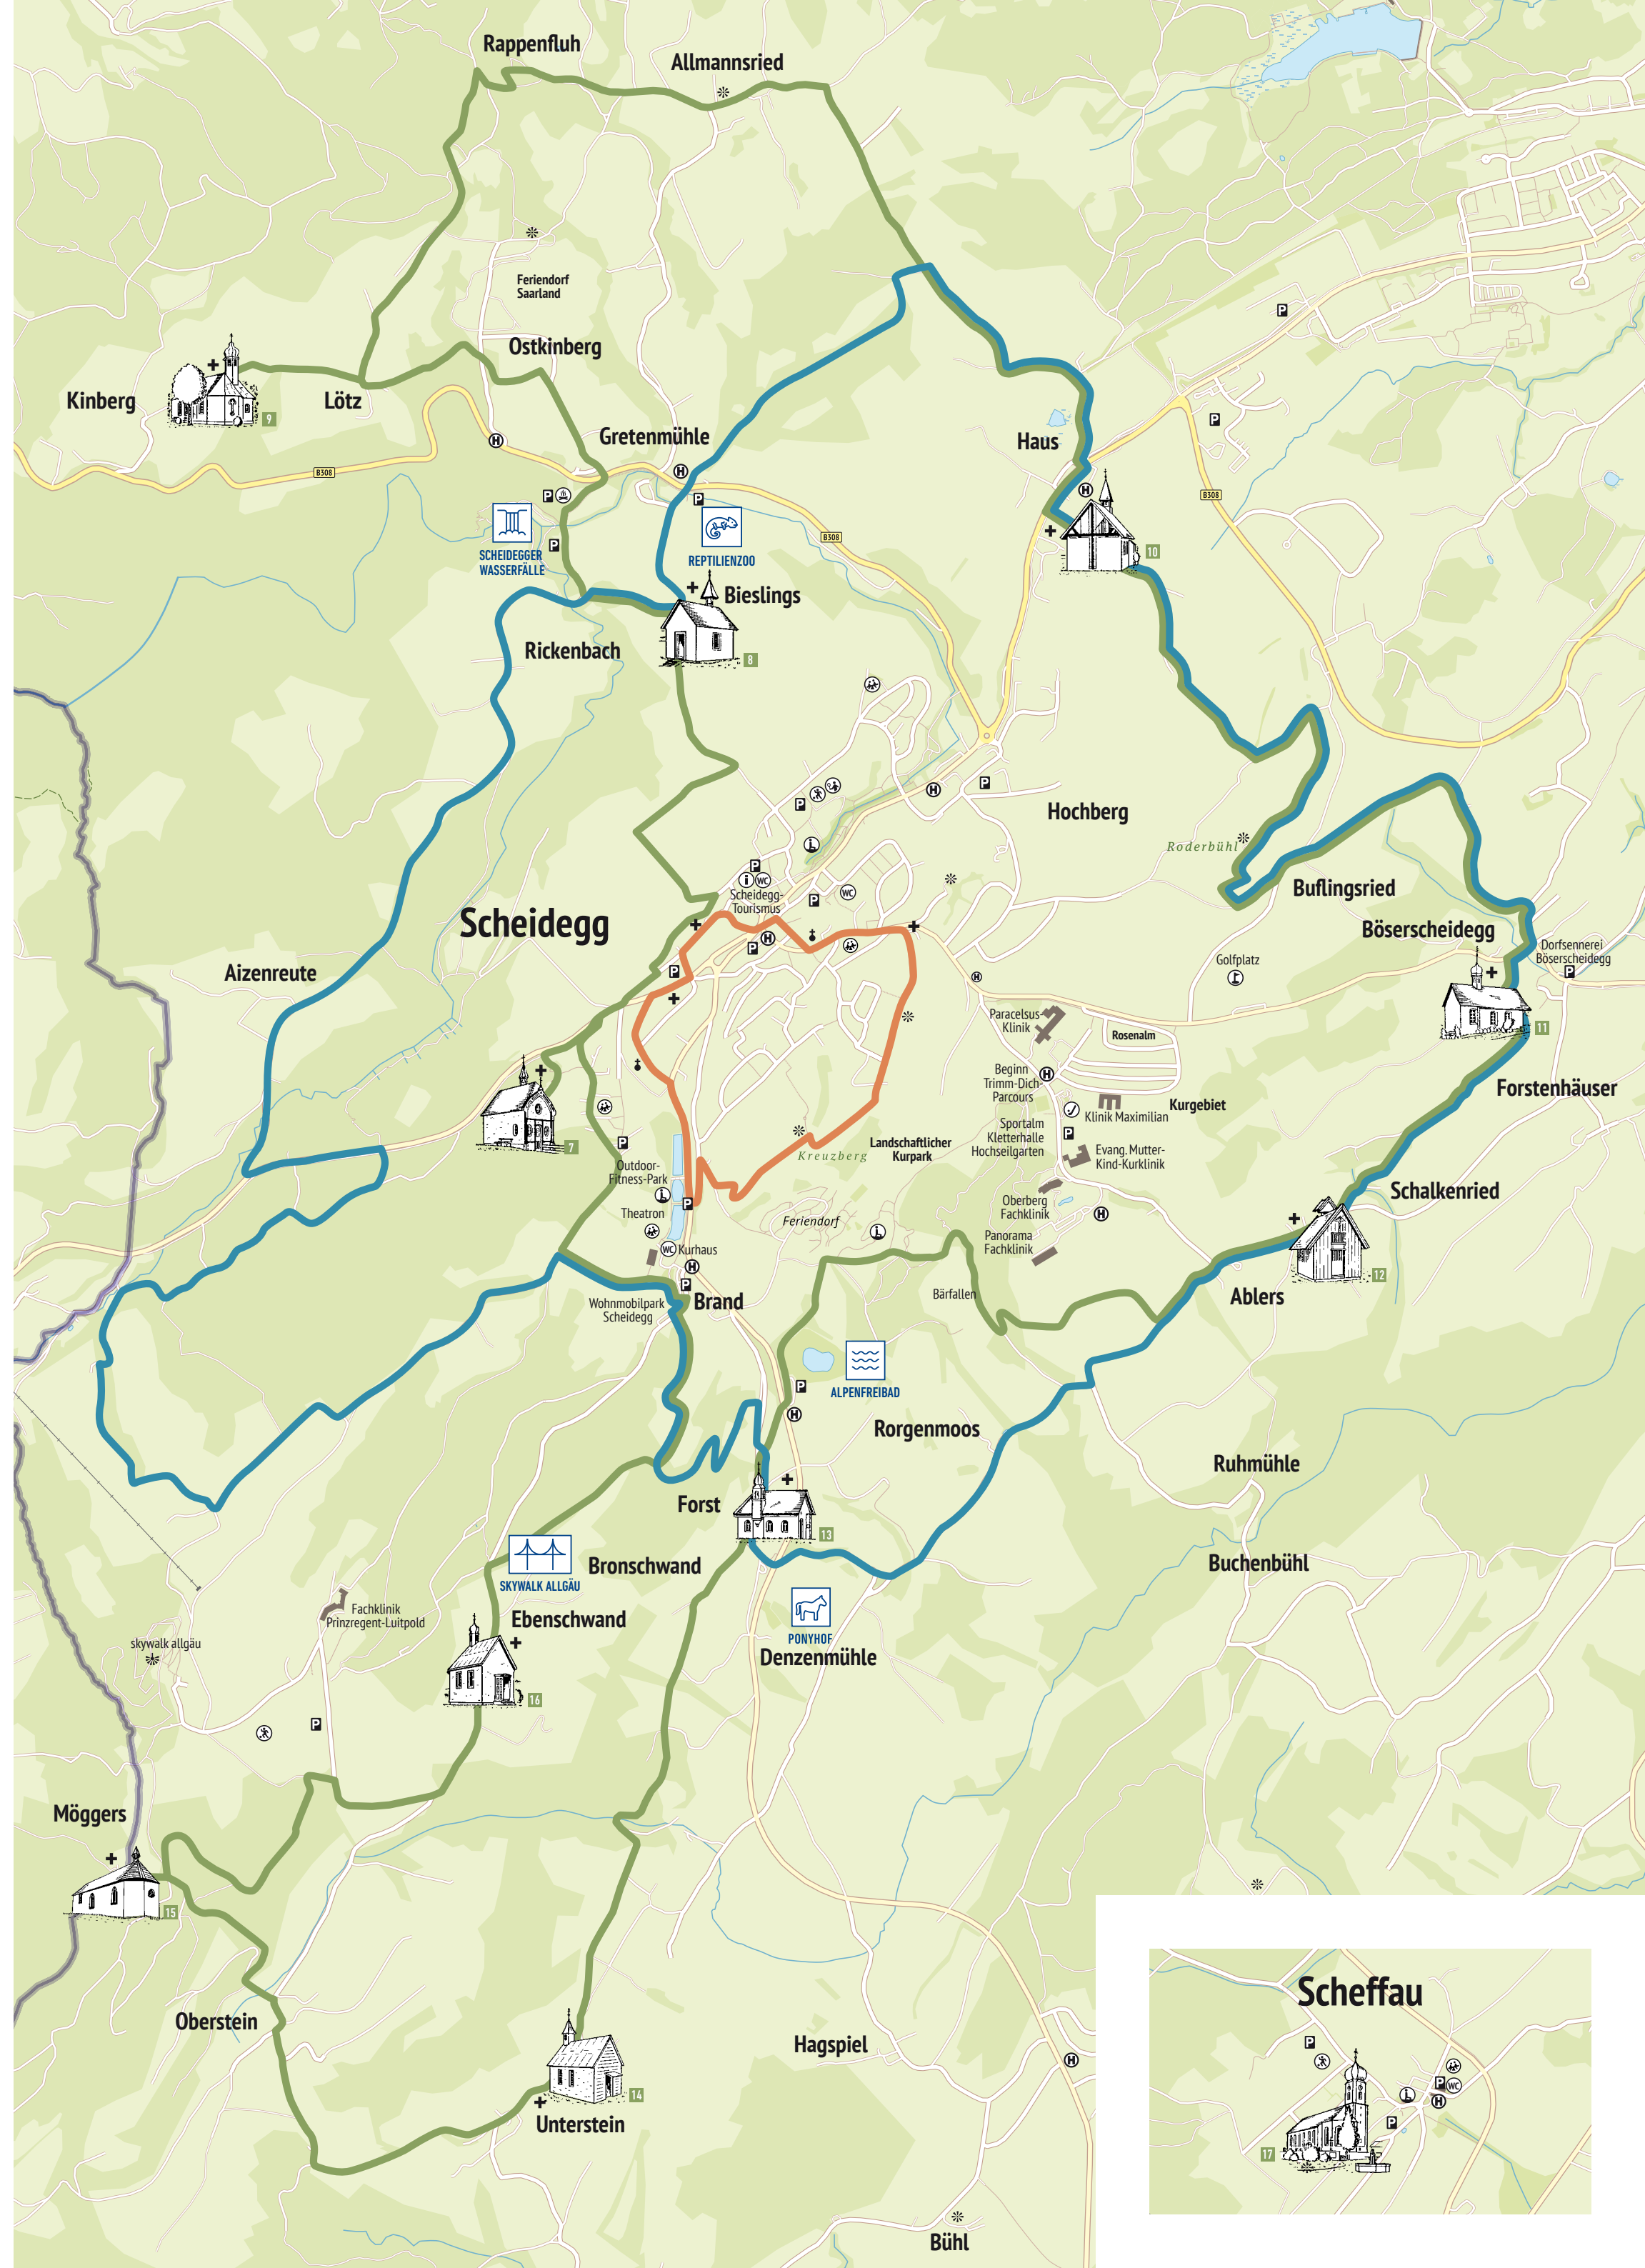 Rappenfluh
Allmannsried
Feriendorf
Saarland
Ostkinberg
Kinberg
Lötz
9
Gretenmühle
Haus
B308
B308
B308
SCHEIDEGGER
WASSERFÄLLE
REPTILIENZOO
10
Bieslings
Rickenbach
8
Hochberg
Roderbühl
Buflingsried
Scheidegg-
Tourismus
WC
WC
Scheidegg
Böserscheidegg
Dorfsennerei
Böserscheidegg
Golfplatz
Aizenreute
Paracelsus-
Klinik
Rosenalm
11
Beginn
Trimm-Dich-
Parcours
Forstenhäuser
Klinik Maximilian
Kurgebiet
Sportalm
Kletterhalle
Hochseilgarten
Landschaftlicher
Kurpark
Kreuzberg
7
Evang. Mutter-
Kind-Kurklinik
Outdoor-
Fitness-Park
Oberberg
Fachklinik
Schalkenried
Theatron
Feriendorf
WC
Kurhaus
Panorama
Fachklinik
12
Bärfallen
Ablers
Wohnmobilpark
Scheidegg
Brand
ALPENFREIBAD
Rorgenmoos
Ruhmühle
Forst
13
Bronschwand
SKYWALK ALLGÄU
Buchenbühl
Fachklinik
Prinzregent-Luitpold
Ebenschwand
PONYHOF
Denzenmühle
skywalk allgäu
16
Möggers
15
Oberstein
Scheffau
Hagspiel
WC
14
Unterstein
17
Bühl